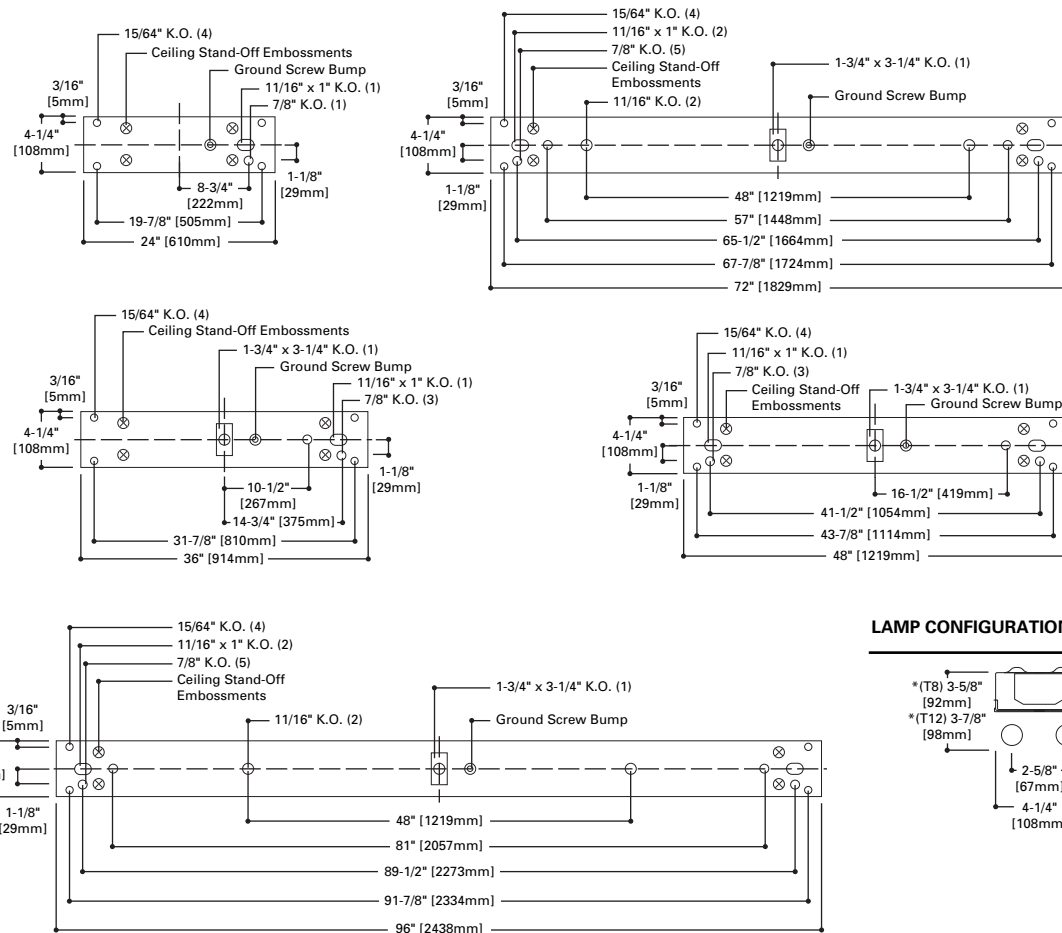 15/64" K.O. (4)
Ceiling Stand-Off Embossments
Ground Screw Bump
11/16" x 1" K.O. (1)
7/8" K.O. (1)
3/16"
[5mm]
4-1/4"
[108mm]
1-1/8"
[29mm]
8-3/4"
[222mm]
19-7/8" [505mm]
24" [610mm]
15/64" K.O. (4)
11/16" x 1" K.O. (2)
7/8" K.O. (5)
Ceiling Stand-Off
Embossments
11/16" K.O. (2)
1-3/4" x 3-1/4" K.O. (1)
Ground Screw Bump
3/16"
[5mm]
4-1/4"
[108mm]
1-1/8"
[29mm]
48" [1219mm]
57" [1448mm]
65-1/2" [1664mm]
67-7/8" [1724mm]
72" [1829mm]
15/64" K.O. (4)
Ceiling Stand-Off Embossments
1-3/4" x 3-1/4" K.O. (1)
Ground Screw Bump
11/16" x 1" K.O. (1)
7/8" K.O. (3)
3/16"
[5mm]
4-1/4"
[108mm]
1-1/8"
[29mm]
10-1/2"
[267mm]
14-3/4" [375mm]
31-7/8" [810mm]
36" [914mm]
15/64" K.O. (4)
11/16" x 1" K.O. (1)
7/8" K.O. (3)
Ceiling Stand-Off
Embossments
1-3/4" x 3-1/4" K.O. (1)
Ground Screw Bump
3/16"
[5mm]
4-1/4"
[108mm]
1-1/8"
[29mm]
16-1/2" [419mm]
41-1/2" [1054mm]
43-7/8" [1114mm]
48" [1219mm]
15/64" K.O. (4)
11/16" x 1" K.O. (2)
7/8" K.O. (5)
Ceiling Stand-Off
Embossments
11/16" K.O. (2)
1-3/4" x 3-1/4" K.O. (1)
Ground Screw Bump
3/16"
[5mm]
1-1/8"
[29mm]
48" [1219mm]
81" [2057mm]
89-1/2" [2273mm]
91-7/8" [2334mm]
96" [2438mm]
LAMP CONFIGURATION
*(T8) 3-5/8"
[92mm]
*(T12) 3-7/8"
[98mm]
2-5/8"
[67mm]
4-1/4"
[108mm